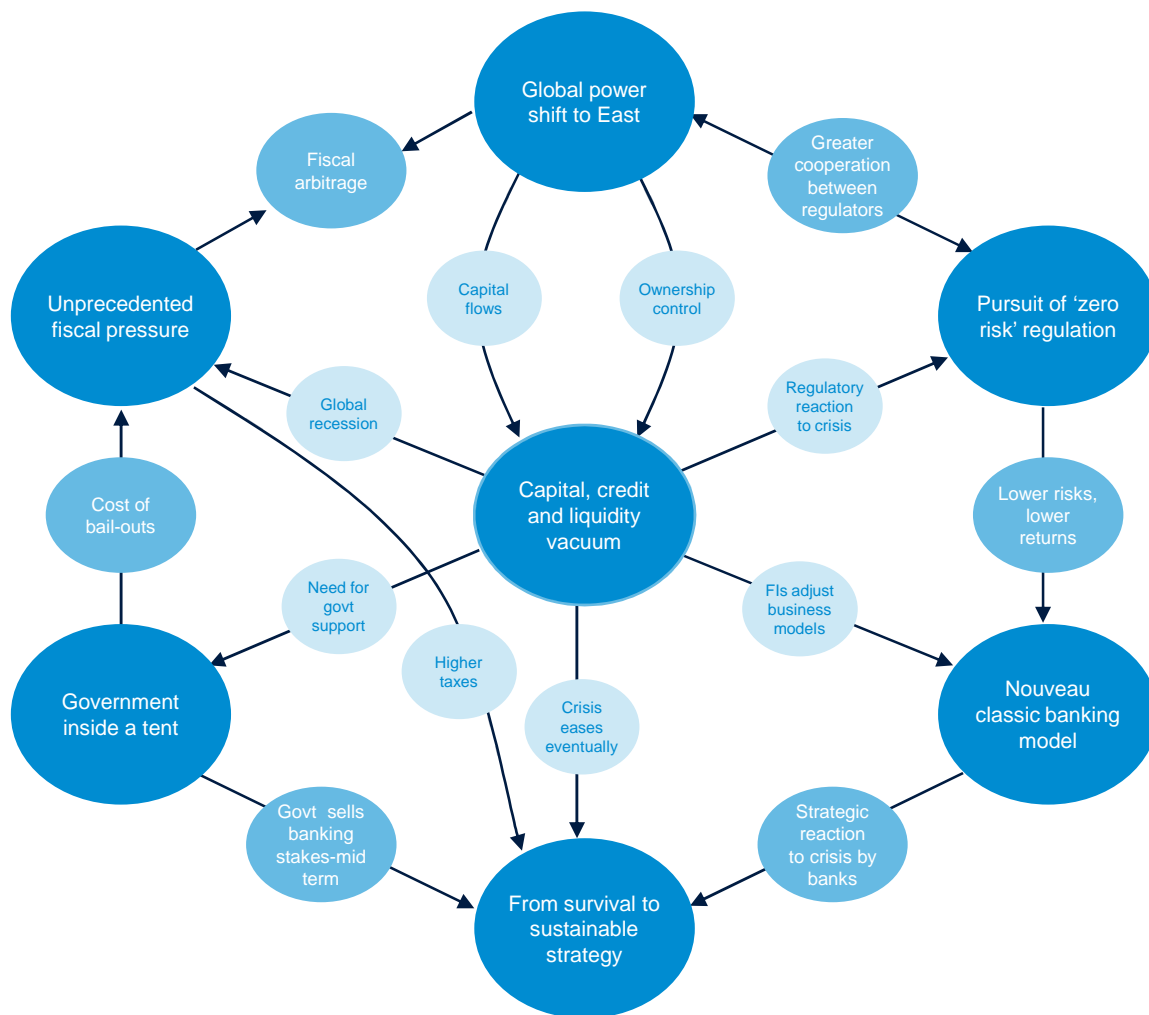 Global power
shift to East
Fiscal
arbitrage
Greater
cooperation
between
regulators
Unprecedented
fiscal pressure
Capital
flows
Ownership
control
Pursuit of ‘zero
risk’ regulation
Global
recession
Regulatory
reaction
to crisis
Cost of
bail-outs
Capital, credit
and liquidity
vacuum
Lower risks,
lower
returns
Need for
govt
support
FIs adjust
business
models
Higher
taxes
Government
inside a tent
Crisis
eases
eventually
Nouveau
classic banking
model
Govt sells
banking
stakes-mid
term
Strategic
reaction
to crisis by
banks
From survival to
sustainable
strategy